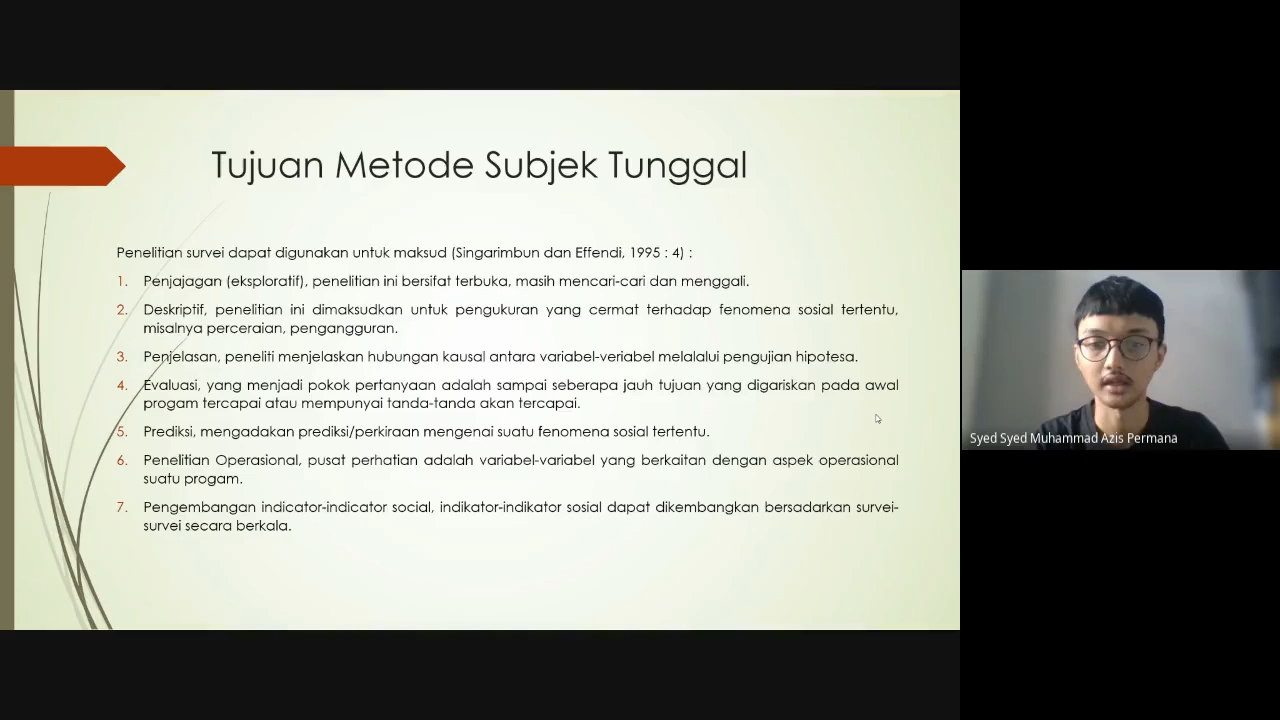 Tujuan Metode Subjek Tunggal
Penelitian survei dapat digunakan untuk maksud (Singarimbun dan Effendi, 1995 : 4) :
1. Penjajagan (eksploratif), penelitian ini bersifat terbuka, masih mencari-cari dan menggali.
2. Deskriptif, penelitian ini dimaksudkan untuk pengukuran yang cermat terhadap fenomena sosial tertentu,
misalnya perceraian, pengangguran.
3. Penjelasan, peneliti menjelaskan hubungan kausal antara variabel-veriabel melalalui pengujian hipotesa.
4. Evaluasi, yang menjadi pokok pertanyaan adalah sampai seberapa jauh tujuan yang digariskan pada awal
progam tercapai atau mempunyai tanda-tanda akan tercapai.
5. Prediksi, mengadakan prediksi/perkiraan mengenai suatu fenomena sosial tertentu.
6. Penelitian Operasional, pusat perhatian adalah variabel-variabel yang berkaitan dengan aspek operasional
suatu progam.
7. Pengembangan indicator-indicator social, indikator-indikator sosial dapat dikembangkan bersadarkan survei-
survei secara berkala.
Syed Syed Muhammad Azis Permana